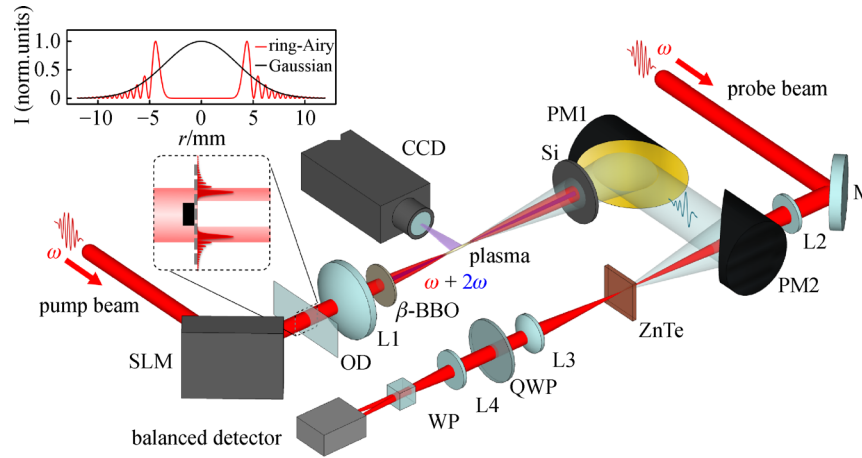 I (norm.units)
1.0
0.5
0
ring-Airy
Gaussian
−10
−5
0
5
10
r/mm
ω
probe beam
PM1
CCD
Si
M
L2
plasma
ω + 2ω
PM2
ω
pump beam
β-BBO
ZnTe
L1
L3
SLM
OD
QWP
L4
WP
balanced detector